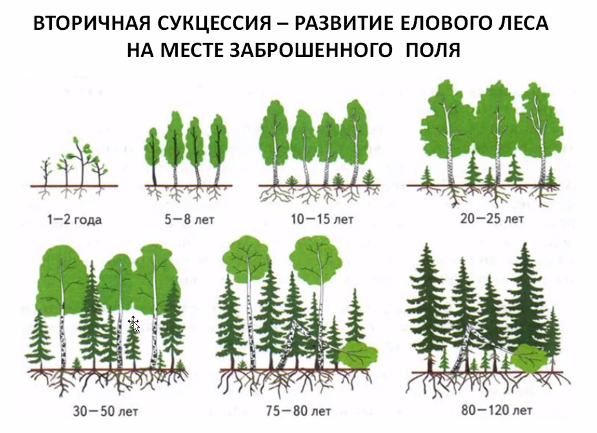 ВТОРИЧНАЯ СУКЦЕССИЯ – РАЗВИТИЕ ЕЛОВОГО ЛЕСА
НА МЕСТЕ ЗАБРОШЕННОГО ПОЛЯ
1–2 года
5–8 лет
10–15 лет
20–25 лет
30–50 лет
75–80 лет
80–120 лет